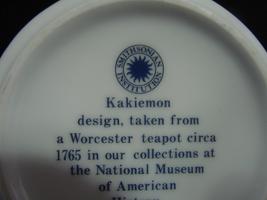 SMITHSONIAN
INSTITUTION
Kakiemon
design, taken from
a Worcester teapot circa
1765 in our collections at
the National Museum
of American